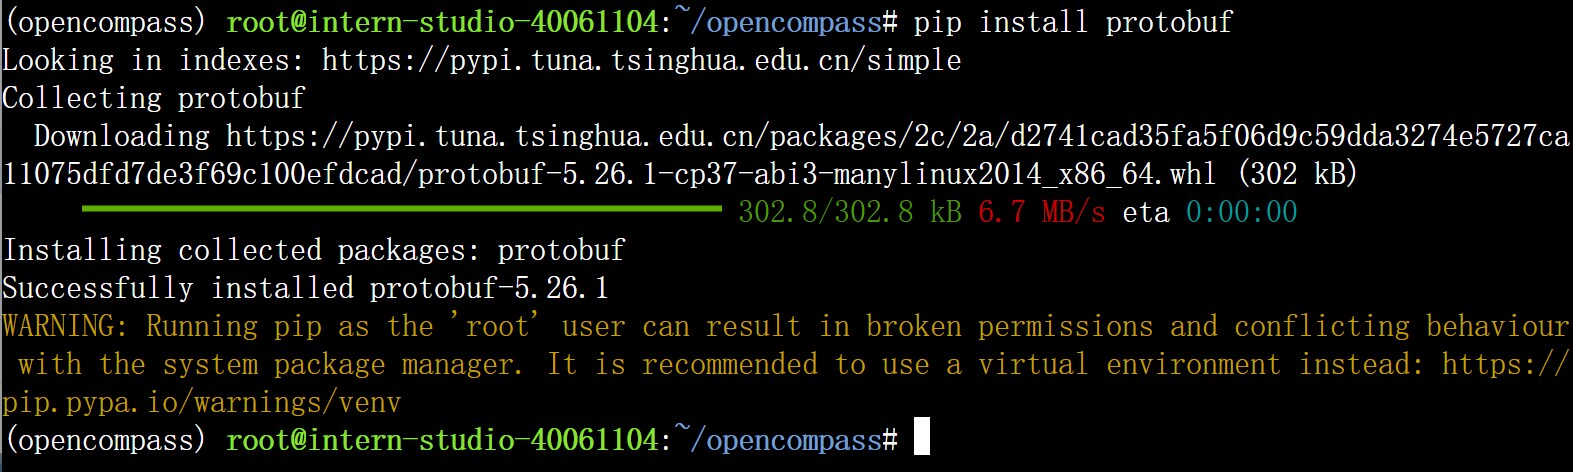 (opencompass) root@intern-studio-40061104:~/opencompass# pip install protobuf
Looking in indexes: https://pypi.tuna.tsinghua.edu.cn/simple
Collecting protobuf
  Downloading https://pypi.tuna.tsinghua.edu.cn/packages/2c/2a/d2741cad35fa5f06d9c59dda3274e5727ca
11075dfd7de3f69c100efdcad/protobuf-5.26.1-cp37-abi3-manylinux2014_x86_64.whl (302 kB)
302.8/302.8 kB 6.7 MB/s eta 0:00:00
Installing collected packages: protobuf
Successfully installed protobuf-5.26.1
WARNING: Running pip as the 'root' user can result in broken permissions and conflicting behaviour
 with the system package manager. It is recommended to use a virtual environment instead: https://
pip.pypa.io/warnings/venv
(opencompass) root@intern-studio-40061104:~/opencompass#